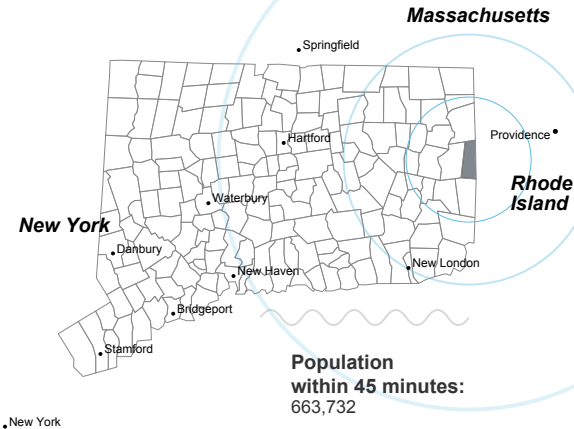 Massachusetts
Springfield
Providence
Hartford
Rhode
Island
Waterbury
New York
Danbury
New London
New Haven
Bridgeport
Stamford
Population
within 45 minutes:
663,732
New York